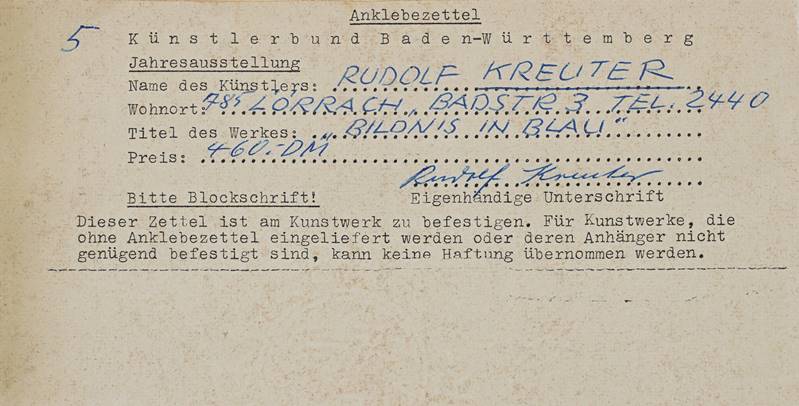 Anklebezettel
5 Künstlerbund Baden-Württemberg
Jahresausstellung
Name des Künstlers: RUDOLF KREUTER
Wohnort: 785 LÖRRACH, BADSTR. 3 TEL. 2440
Titel des Werkes: „BILDNIS IN BLAU"
Preis: 460.-DM
Rudolf Kreuter
Bitte Blockschrift! Eigenhändige Unterschrift
Dieser Zettel ist am Kunstwerk zu befestigen. Für Kunstwerke, die
ohne Anklebezettel eingeliefert werden oder deren Anhänger nicht
genügend befestigt sind, kann keine Haftung übernommen werden.